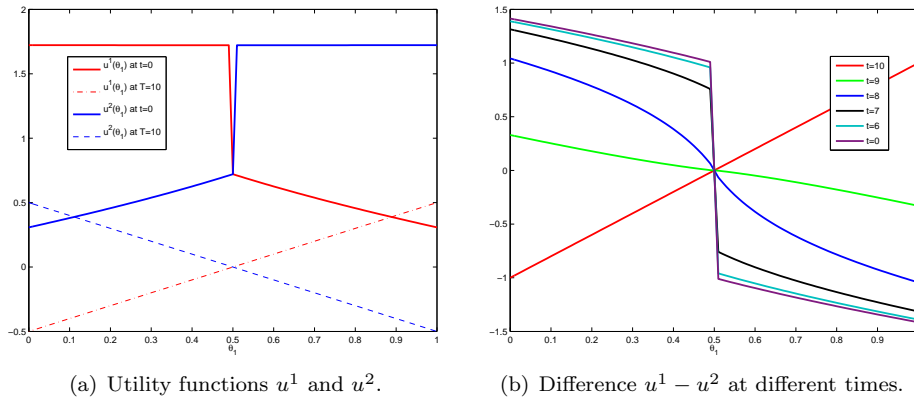 2
1.5
1
0.5
0
−0.5
u¹(θ₁) at t=0
u¹(θ₁) at T=10
u²(θ₁) at t=0
u²(θ₁) at T=10
0 0.1 0.2 0.3 0.4 0.5 0.6 0.7 0.8 0.9 1
θ₁
(a) Utility functions u¹ and u².
1.5
1
0.5
0
−0.5
−1
−1.5
t=10
t=9
t=8
t=7
t=6
t=0
0 0.1 0.2 0.3 0.4 0.5 0.6 0.7 0.8 0.9 1
θ₁
(b) Difference u¹ − u² at different times.